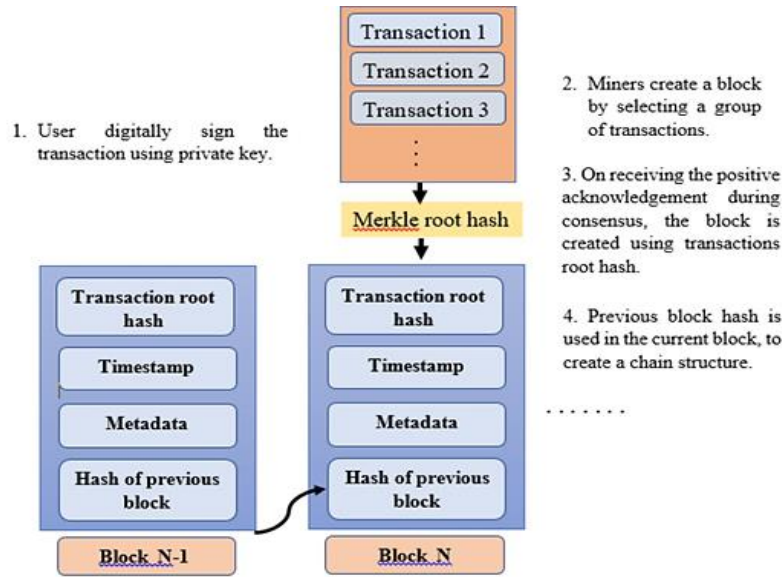 Transaction 1
Transaction 2
Transaction 3
1. User digitally sign the
transaction using private key.
2. Miners create a block
by selecting a group
of transactions.
3. On receiving the positive
acknowledgement during
consensus, the block is
created using transactions
root hash.
4. Previous block hash is
used in the current block, to
create a chain structure.
. . . . . . .
Merkle root hash
Transaction root
hash
Timestamp
Metadata
Hash of previous
block
Block N-1
Transaction root
hash
Timestamp
Metadata
Hash of previous
block
Block N